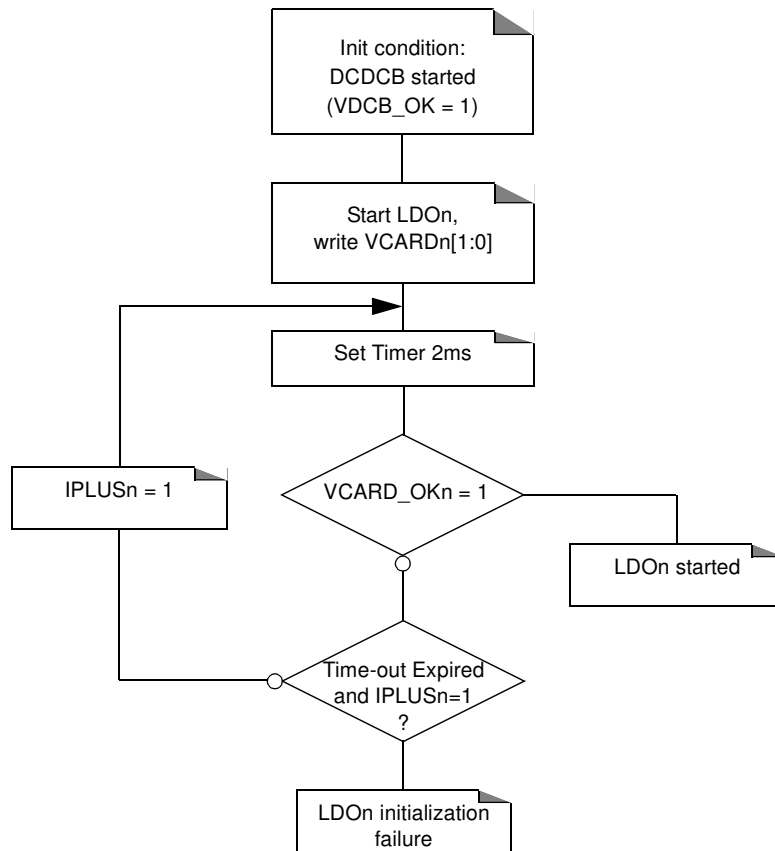 Init condition:
DCDCB started
(VDCB_OK = 1)
Start LDOn,
write VCARDn[1:0]
Set Timer 2ms
IPLUSn = 1
VCARD_OKn = 1
LDOn started
Time-out Expired
and IPLUSn=1
?
LDOn initialization
failure